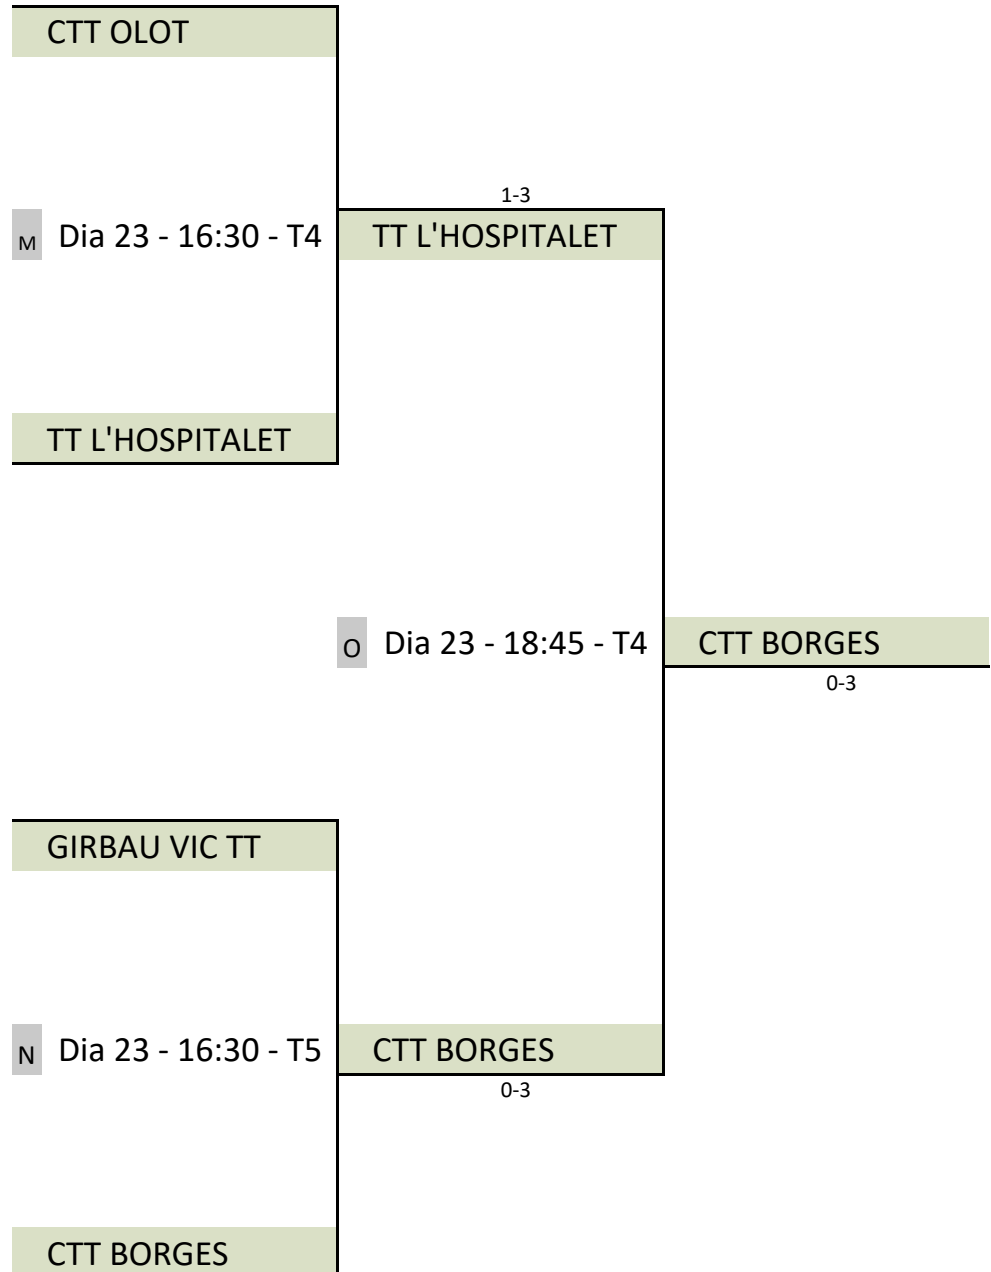 CTT OLOT
1-3
M Dia 23 - 16:30 - T4 TT L'HOSPITALET
TT L'HOSPITALET
O Dia 23 - 18:45 - T4 CTT BORGES
0-3
GIRBAU VIC TT
N Dia 23 - 16:30 - T5 CTT BORGES
0-3
CTT BORGES